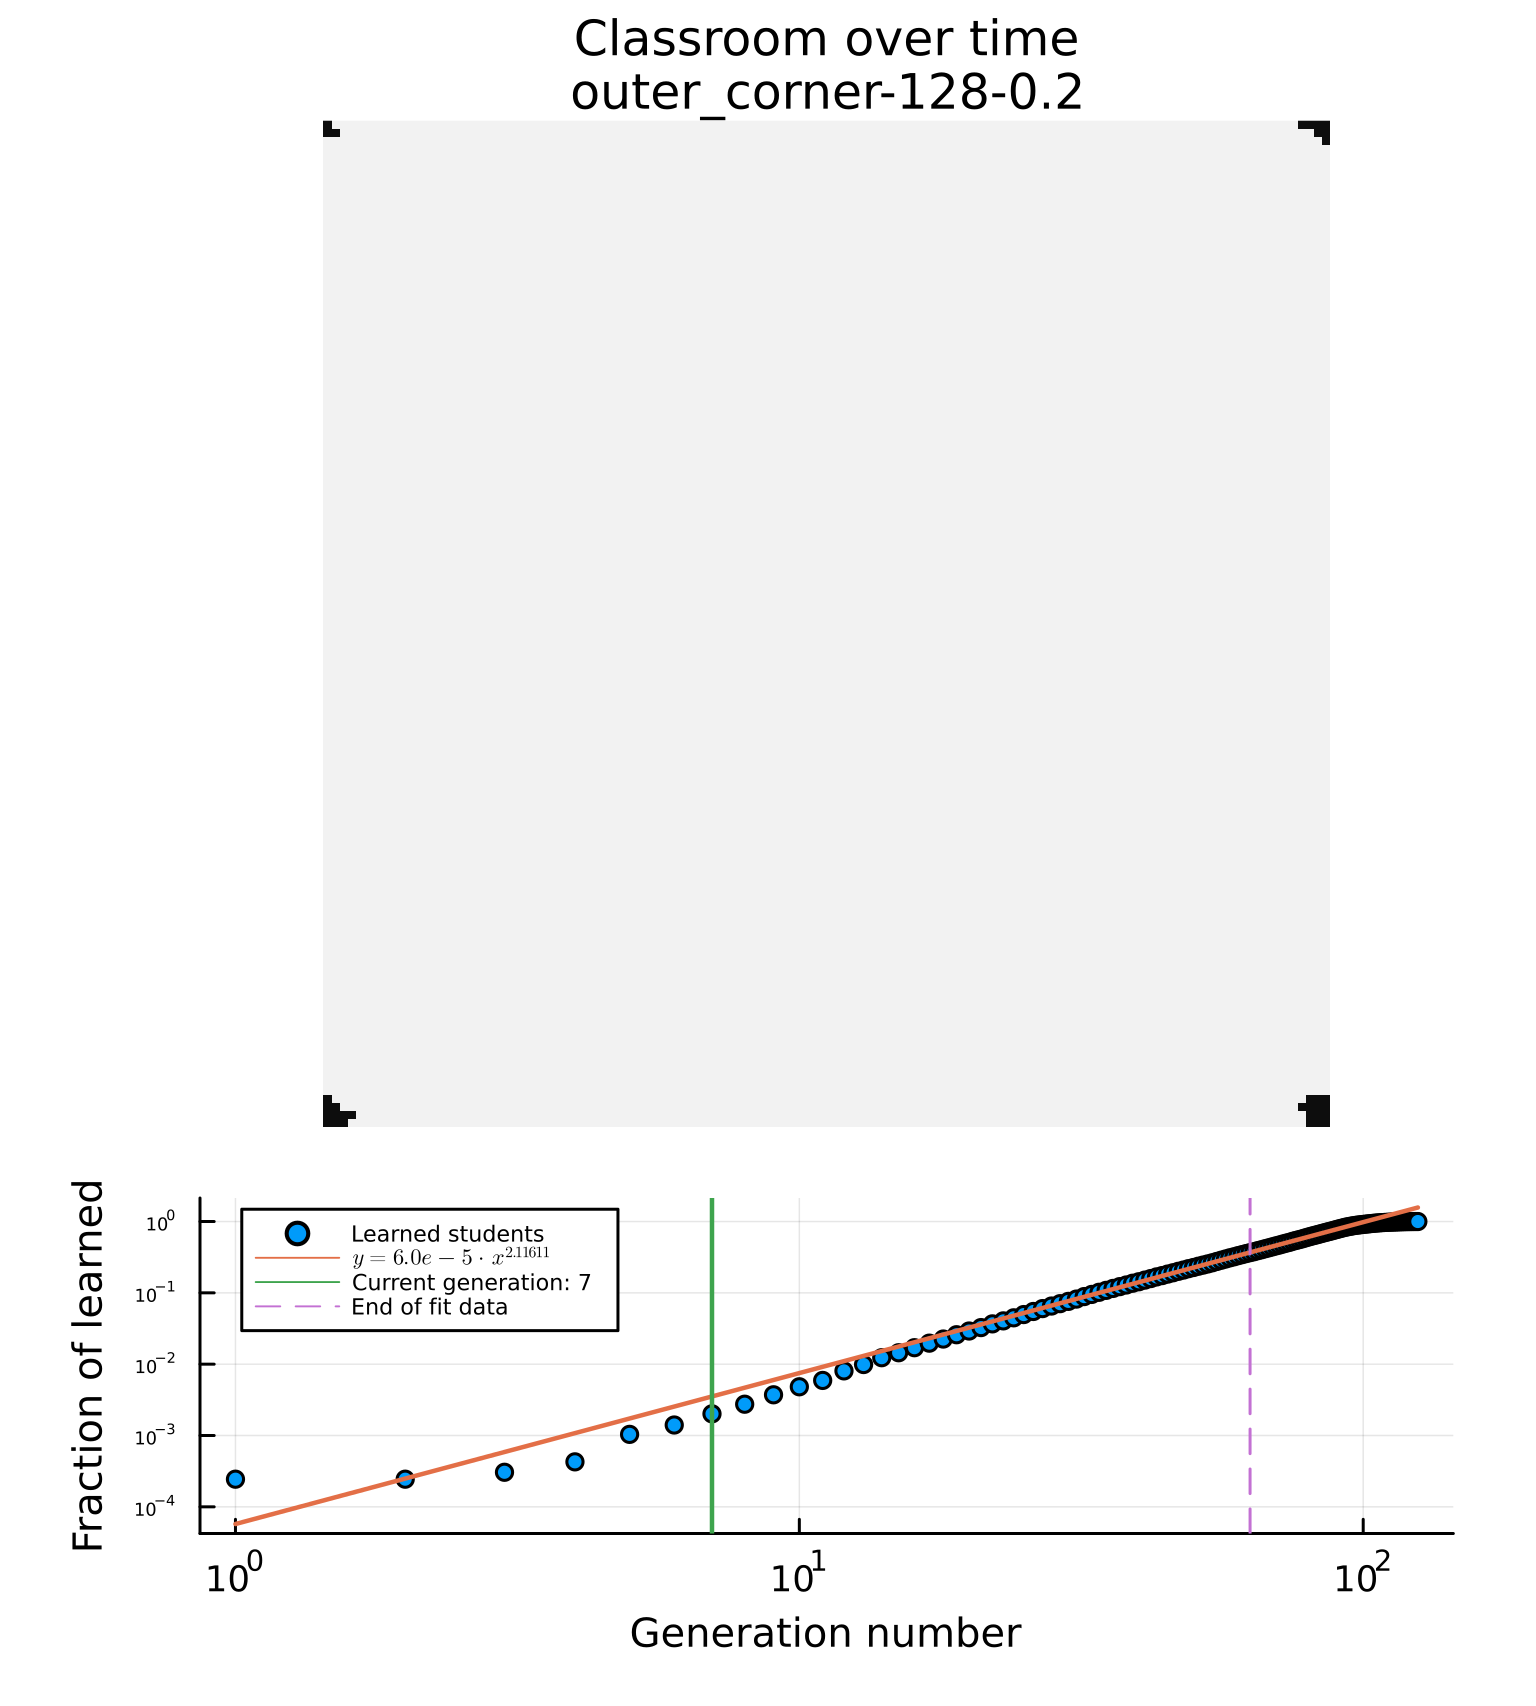 Classroom over time
outer_corner-128-0.2
Fraction of learned
10^0
10^−1
10^−2
10^−3
10^−4
Learned students
y = 6.0e − 5 · x^2.11611
Current generation: 7
End of fit data
10^0 10^1 10^2
Generation number